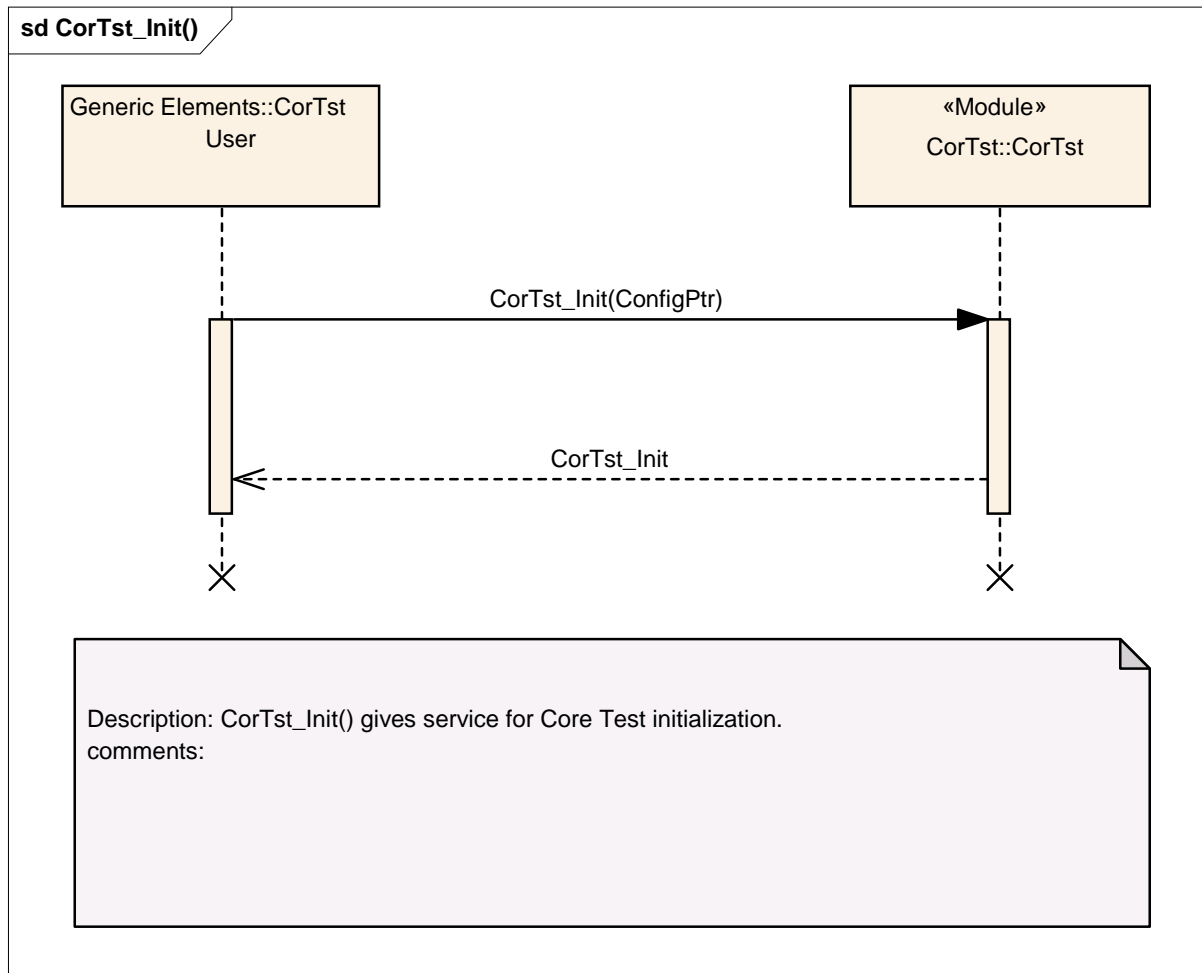 sd CorTst_Init()
Generic Elements::CorTst
User
«Module»
CorTst::CorTst
CorTst_Init(ConfigPtr)
CorTst_Init
Description: CorTst_Init() gives service for Core Test initialization.
comments: